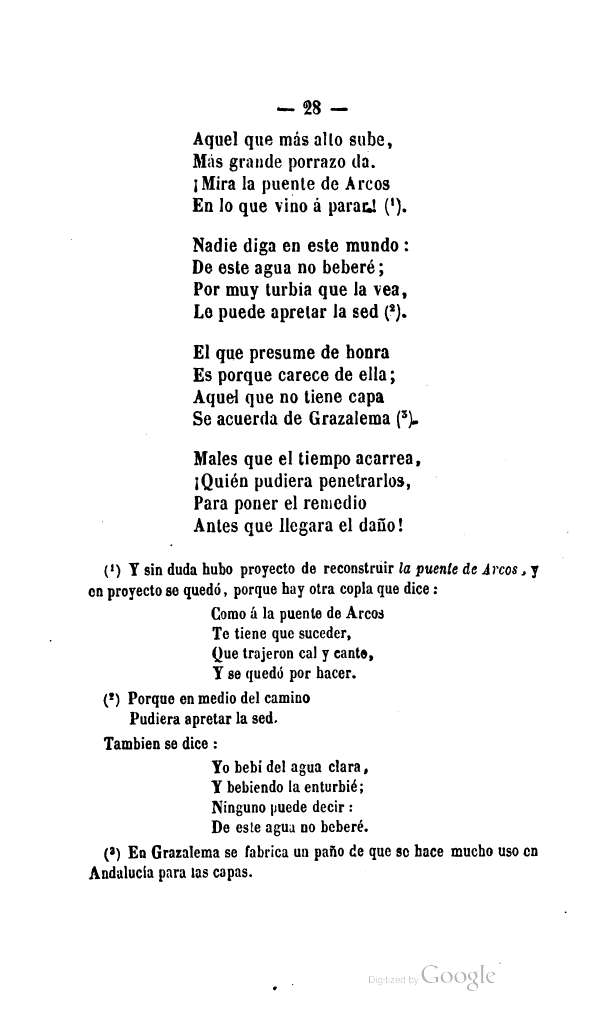 — 28 —
Aquel que más alto sube,
Más grande porrazo da.
¡Mira la puente de Arcos
En lo que vino á parar! (¹).
Nadie diga en este mundo:
De este agua no beberé;
Por muy turbia que la vea,
Le puede apretar la sed (²).
El que presume de honra
Es porque carece de ella;
Aquel que no tiene capa
Se acuerda de Grazalema (³).
Males que el tiempo acarrea,
¡Quién pudiera penetrarlos,
Para poner el remedio
Antes que llegara el daño!
(¹) Y sin duda hubo proyecto de reconstruir la puente de Arcos, y
en proyecto se quedó, porque hay otra copla que dice:
Como á la puente de Arcos
Te tiene que suceder,
Que trajeron cal y canto,
Y se quedó por hacer.
(²) Porque en medio del camino
Pudiera apretar la sed.
Tambien se dice:
Yo bebí del agua clara,
Y bebiendo la enturbié;
Ninguno puede decir:
De este agua no beberé.
(³) En Grazalema se fabrica un paño de que se hace mucho uso en
Andalucía para las capas.
Digitized by Google